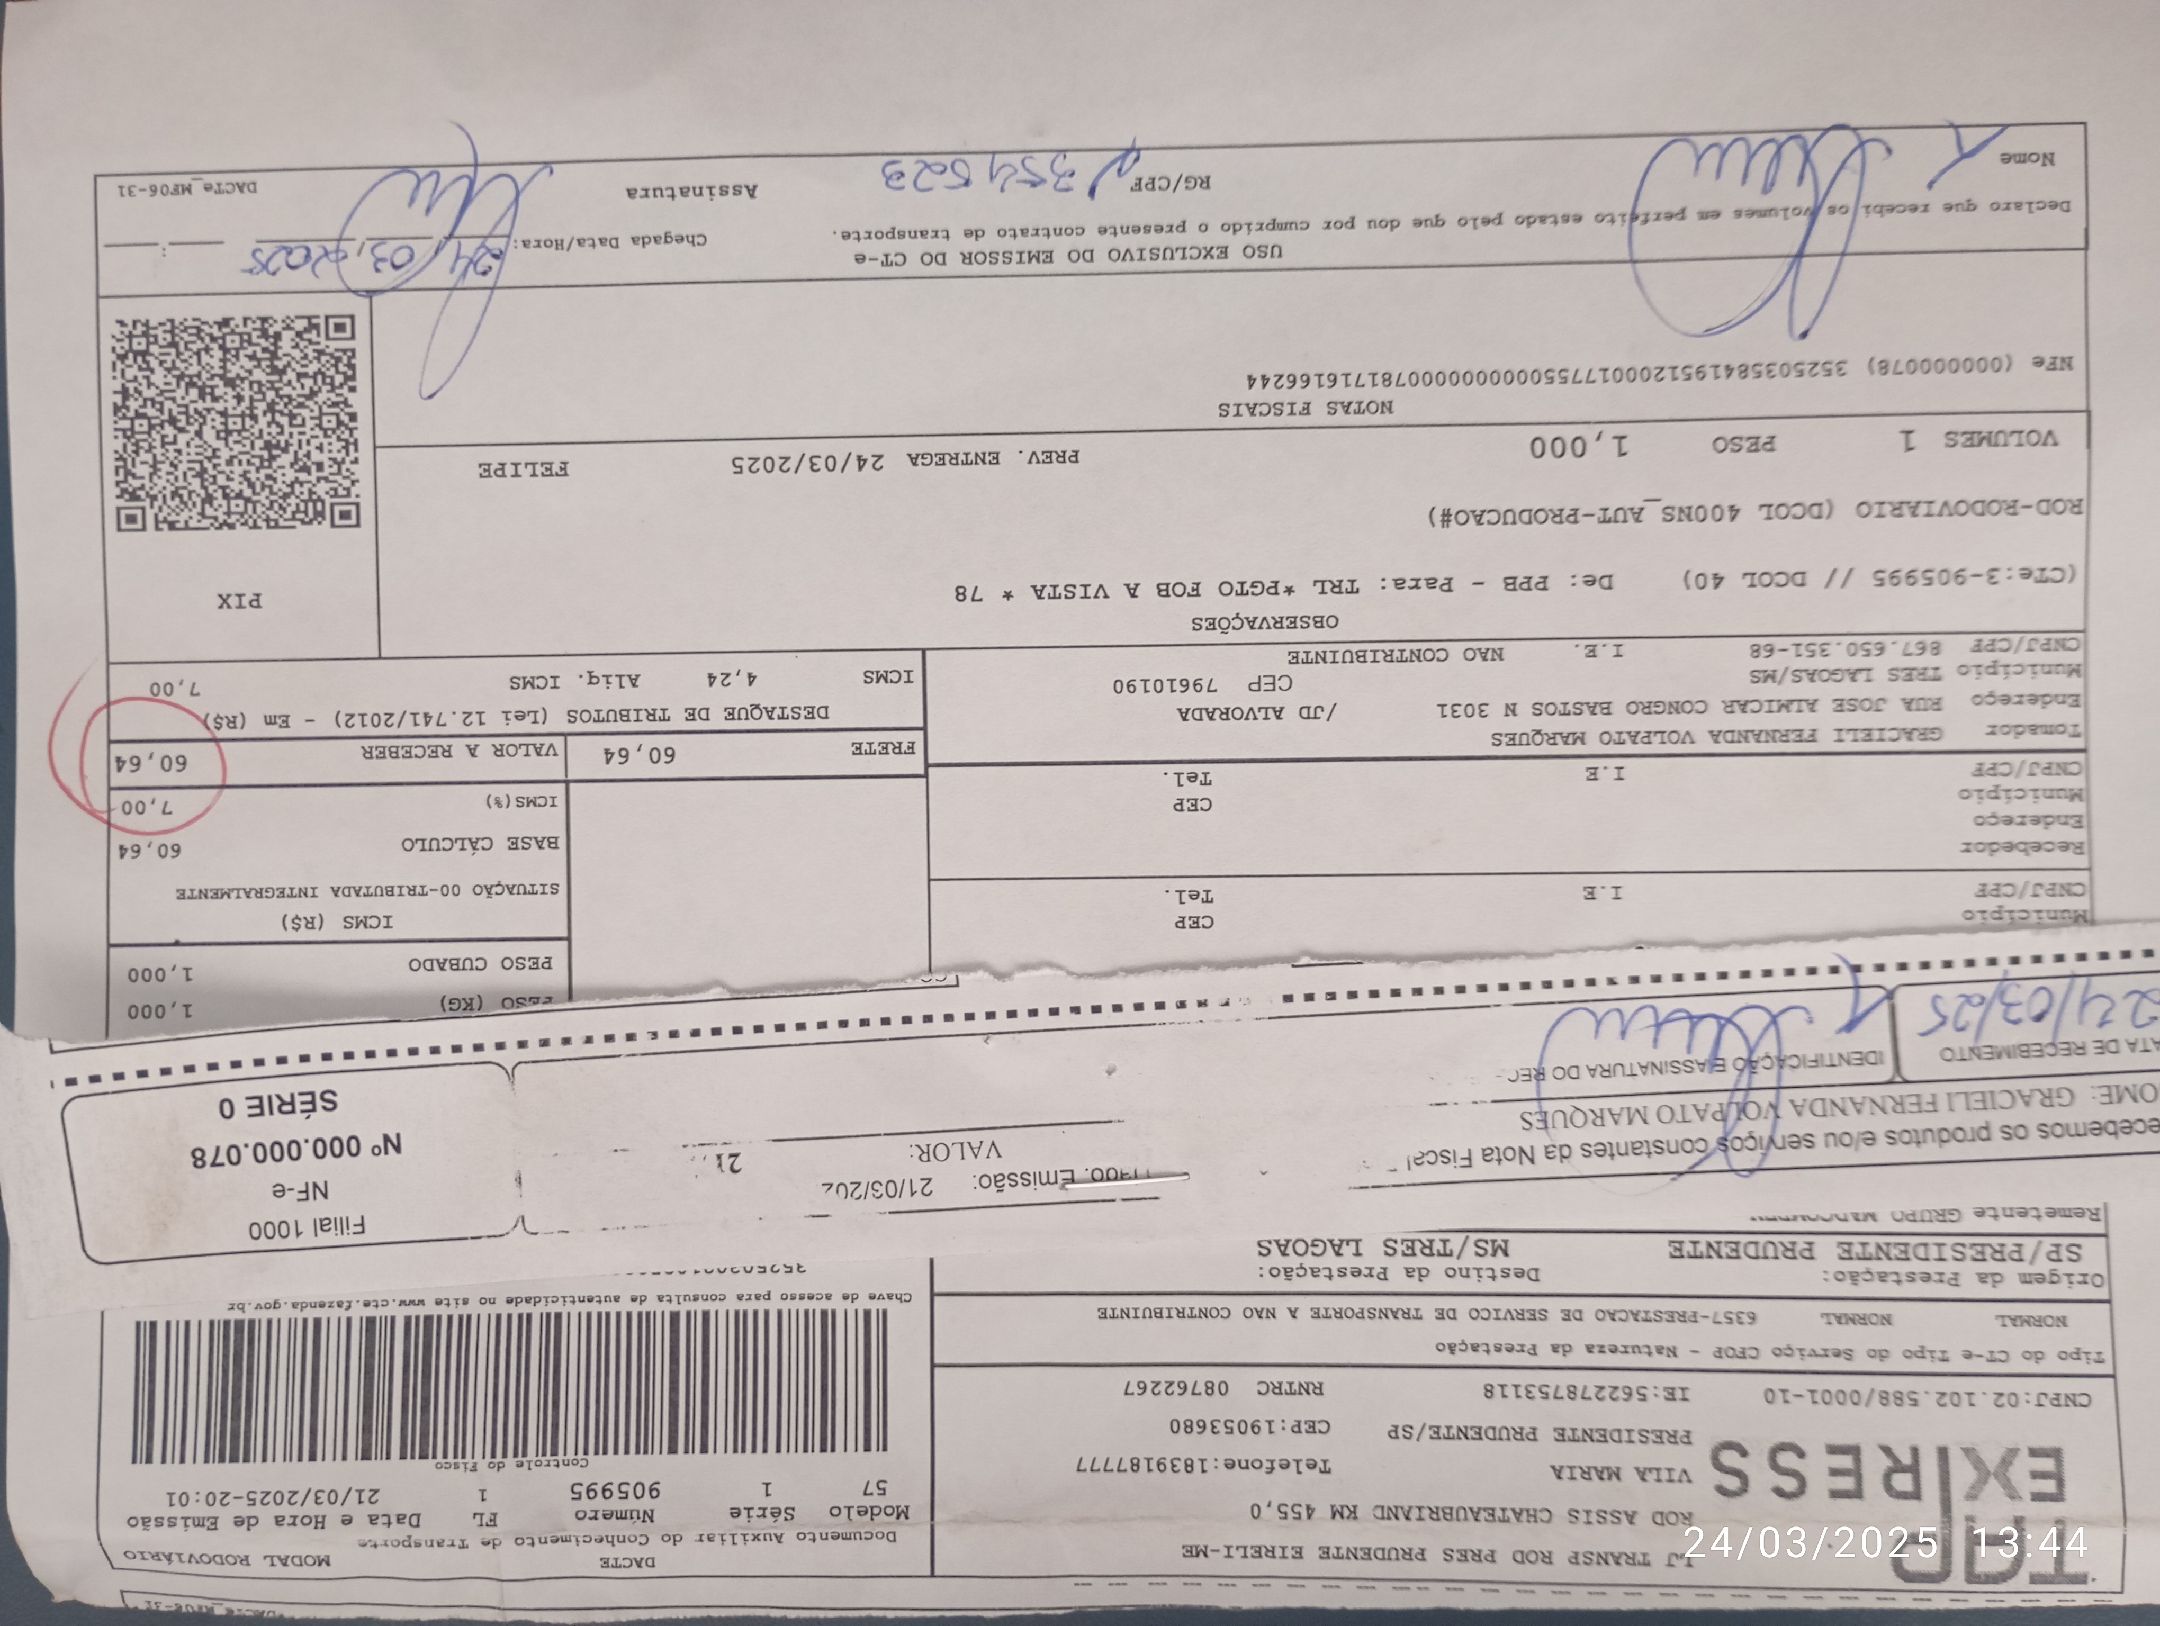 TAP
EXPRESS
LJ TRANSP ROD PRES PRUDENTE EIRELI-ME
ROD ASSIS CHATEAUBRIAND KM 455,0
VILA MARIA Telefone:1839187777
PRESIDENTE PRUDENTE/SP CEP:19053680
CNPJ:02.102.588/0001-10 IE:562278753118 RNTRC 08762267
DACTE MODAL RODOVIÁRIO
Documento Auxiliar do Conhecimento de Transporte
Modelo Série Número FL Data e Hora de Emissão
57 1 905995 1 21/03/2025-20:01
Controle do Fisco
Chave de acesso para consulta de autenticidade no site www.cte.fazenda.gov.br
Tipo do CT-e Tipo do Serviço CFOP - Natureza da Prestação
NORMAL NORMAL 6357-PRESTACAO DE SERVICO DE TRANSPORTE A NAO CONTRIBUINTE
Origem da Prestação: Destino da Prestação:
SP/PRESIDENTE PRUDENTE MS/TRES LAGOAS
Remetente GRUPO
ecebemos os produtos e/ou serviços constantes da Nota Fiscal
Emissão: 21/03/202
VALOR:
OME: GRACIELI FERNANDA VOLPATO MARQUES
ATA DE RECEBIMENTO IDENTIFICAÇÃO E ASSINATURA DO REC
24/03/25
Filial 1000
NF-e
Nº 000.000.078
SÉRIE 0
PESO (KG) 1,000
PESO CUBADO 1,000
Município CEP
CNPJ/CPF I.E Tel.
ICMS (R$)
SITUAÇÃO 00-TRIBUTADA INTEGRALMENTE
BASE CÁLCULO 60,64
ICMS(%) 7,00
Recebedor
Endereço
Município CEP
CNPJ/CPF I.E Tel.
FRETE 60,64 VALOR A RECEBER 60,64
Tomador GRACIELI FERNANDA VOLPATO MARQUES
Endereço RUA JOSE ALMICAR CONGRO BASTOS N 3031 /JD ALVORADA
Município TRES LAGOAS/MS CEP 79610190
CNPJ/CPF 867.650.351-68 I.E. NAO CONTRIBUINTE
DESTAQUE DE TRIBUTOS (Lei 12.741/2012) - Em (R$)
ICMS 4,24 Aliq. ICMS 7,00
OBSERVAÇÕES
(CTe:3-905995 // DCOL 40) De: PPB - Para: TRL *PGTO FOB A VISTA * 78
ROD-RODOVIARIO (DCOL 400NS_AUT-PRODUCAO#)
VOLUMES 1 PESO 1,000 PREV. ENTREGA 24/03/2025 FELIPE
PIX
NOTAS FISCAIS
NFe (00000078)
USO EXCLUSIVO DO EMISSOR DO CT-e
Declaro que recebi os volumes em perfeito estado pelo que dou por cumprido o presente contrato de transporte.
Chegada Data/Hora: 24/03/2025
Nome RG/CPF Assinatura
DACTe_MF06-31
24/03/2025 13:44